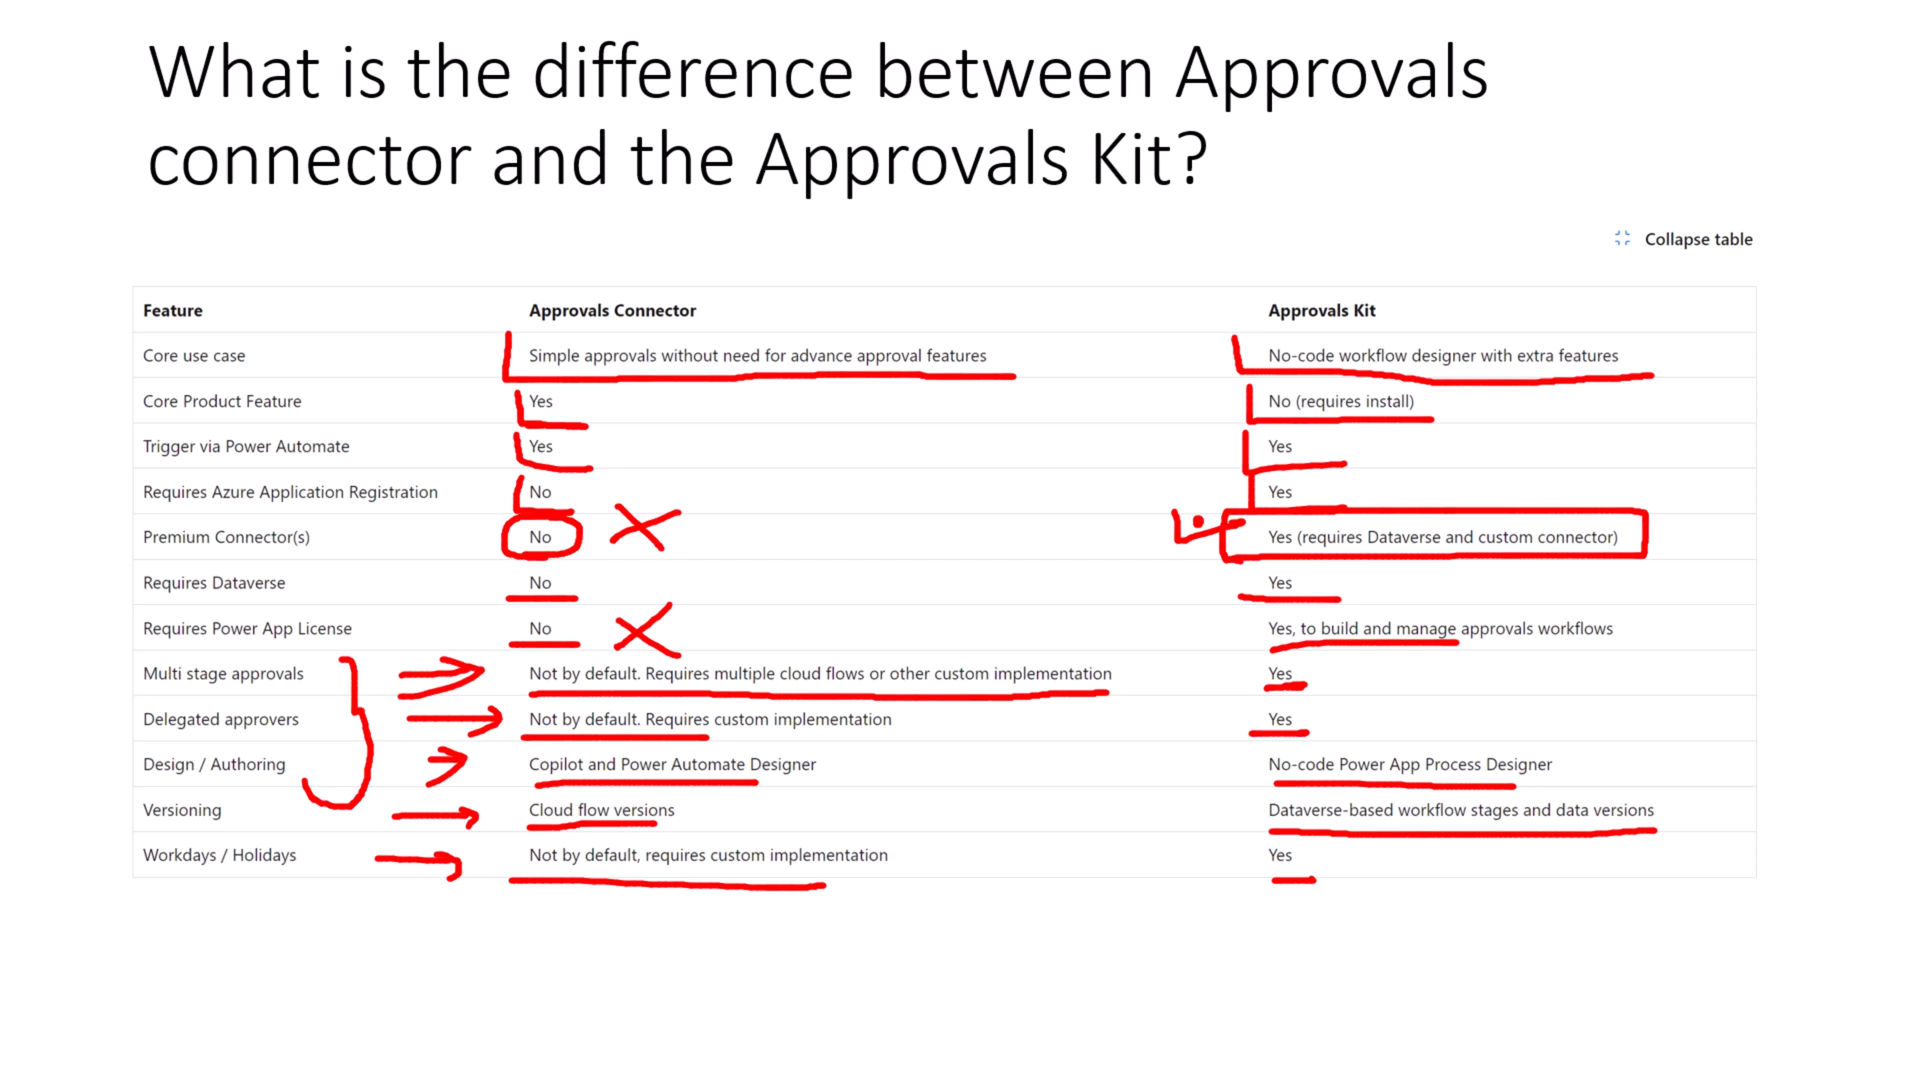 What is the difference between Approvals
connector and the Approvals Kit?
Collapse table
Feature Approvals Connector Approvals Kit
Core use case Simple approvals without need for advance approval features No-code workflow designer with extra features
Core Product Feature Yes No (requires install)
Trigger via Power Automate Yes Yes
Requires Azure Application Registration No Yes
Premium Connector(s) No Yes (requires Dataverse and custom connector)
Requires Dataverse No Yes
Requires Power App License No Yes, to build and manage approvals workflows
Multi stage approvals Not by default. Requires multiple cloud flows or other custom implementation Yes
Delegated approvers Not by default. Requires custom implementation Yes
Design / Authoring Copilot and Power Automate Designer No-code Power App Process Designer
Versioning Cloud flow versions Dataverse-based workflow stages and data versions
Workdays / Holidays Not by default, requires custom implementation Yes